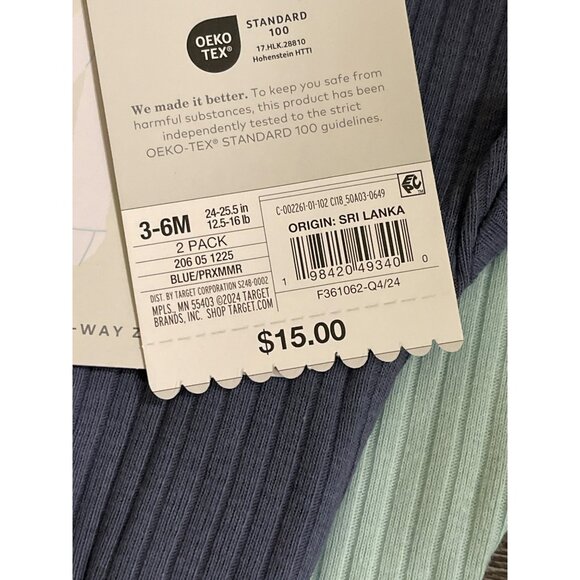 OEKO
TEX®
STANDARD
100
17.HLK.28810
Hohenstein HTTI
We made it better. To keep you safe from
harmful substances, this product has been
independently tested to the strict
OEKO-TEX® STANDARD 100 guidelines.
3-6M
24-25.5 in
12.5-16 lb
2 PACK
206 05 1225
BLUE/PRXMMR
DIST. BY TARGET CORPORATION S248-0002
MPLS., MN 55403 ©2024 TARGET
BRANDS, INC. SHOP TARGET.COM
C-002261-01-102 CI18_50A03-0649
EPC
ORIGIN: SRI LANKA
1 98420 49340 0
F361062-Q4/24
$15.00
-WAY Z